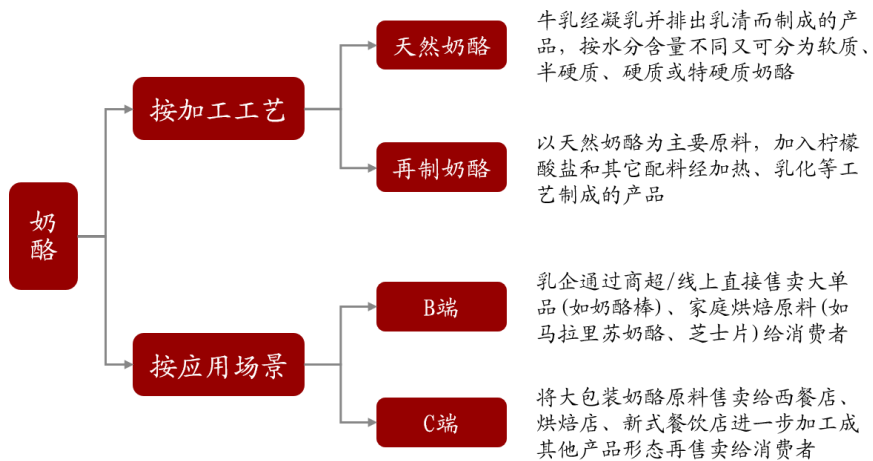 奶
酪
按加工工艺
天然奶酪
牛乳经凝乳并排出乳清而制成的产
品，按水分含量不同又可分为软质、
半硬质、硬质或特硬质奶酪
再制奶酪
以天然奶酪为主要原料，加入柠檬
酸盐和其它配料经加热、乳化等工
艺制成的产品
按应用场景
B端
乳企通过商超/线上直接售卖大单
品(如奶酪棒)、家庭烘焙原料(如
马拉里苏奶酪、芝士片)给消费者
C端
将大包装奶酪原料售卖给西餐店、
烘焙店、新式餐饮店进一步加工成
其他产品形态再售卖给消费者